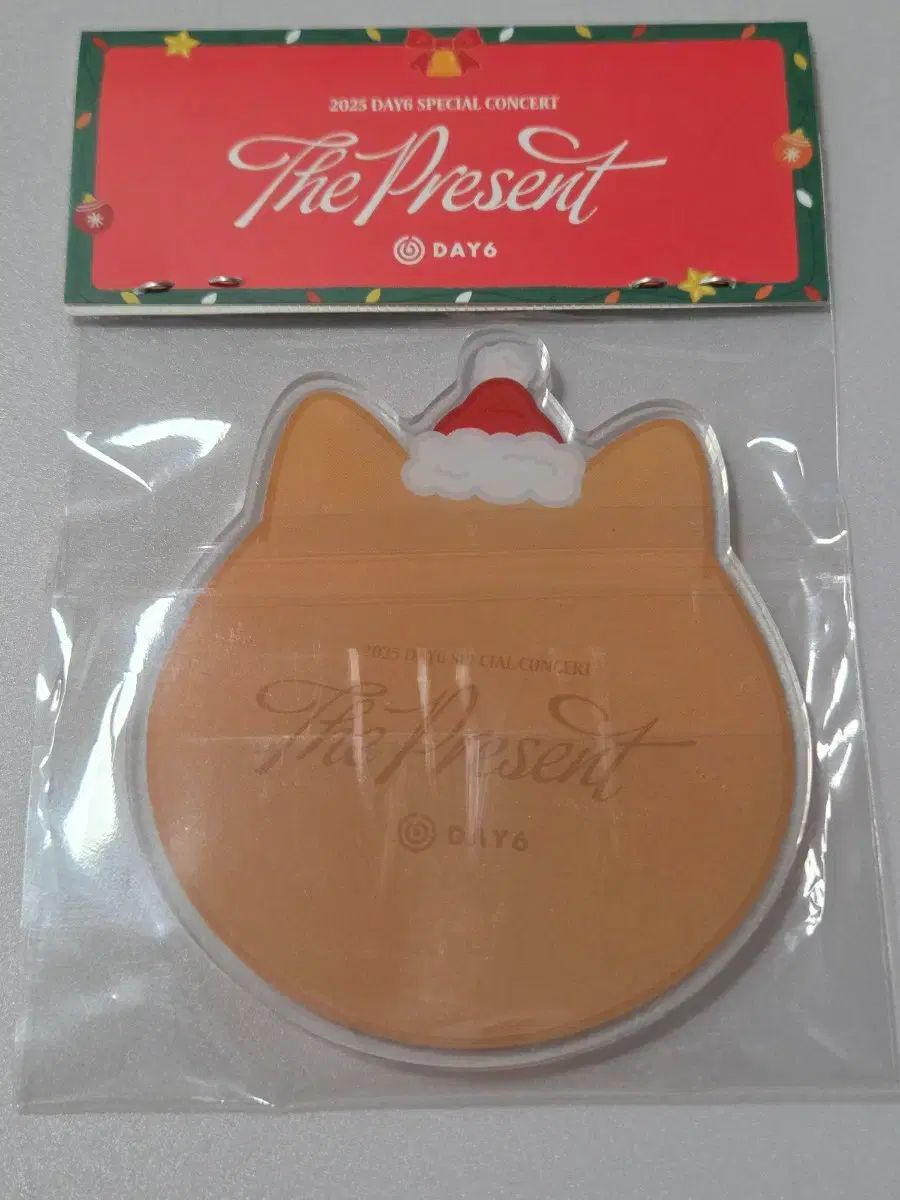 2025 DAY6 SPECIAL CONCERT
The Present
DAY6
2025 DAY6 SPECIAL CONCERT
The Present
DAY6